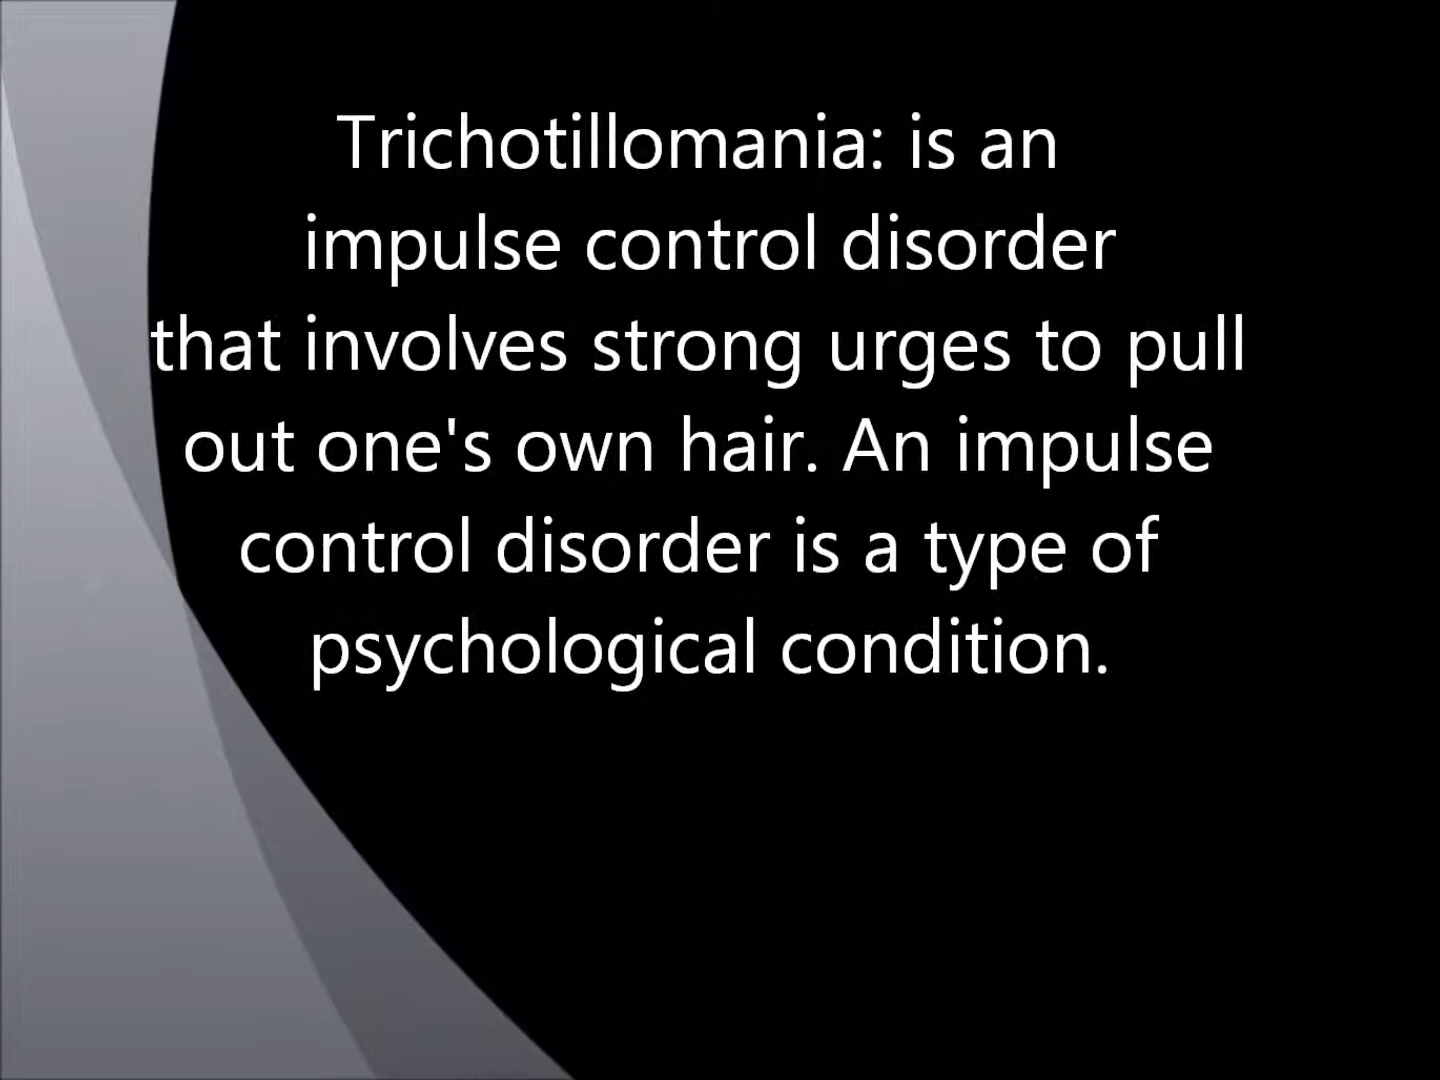 Trichotillomania: is an
impulse control disorder
that involves strong urges to pull
out one's own hair. An impulse
control disorder is a type of
psychological condition.